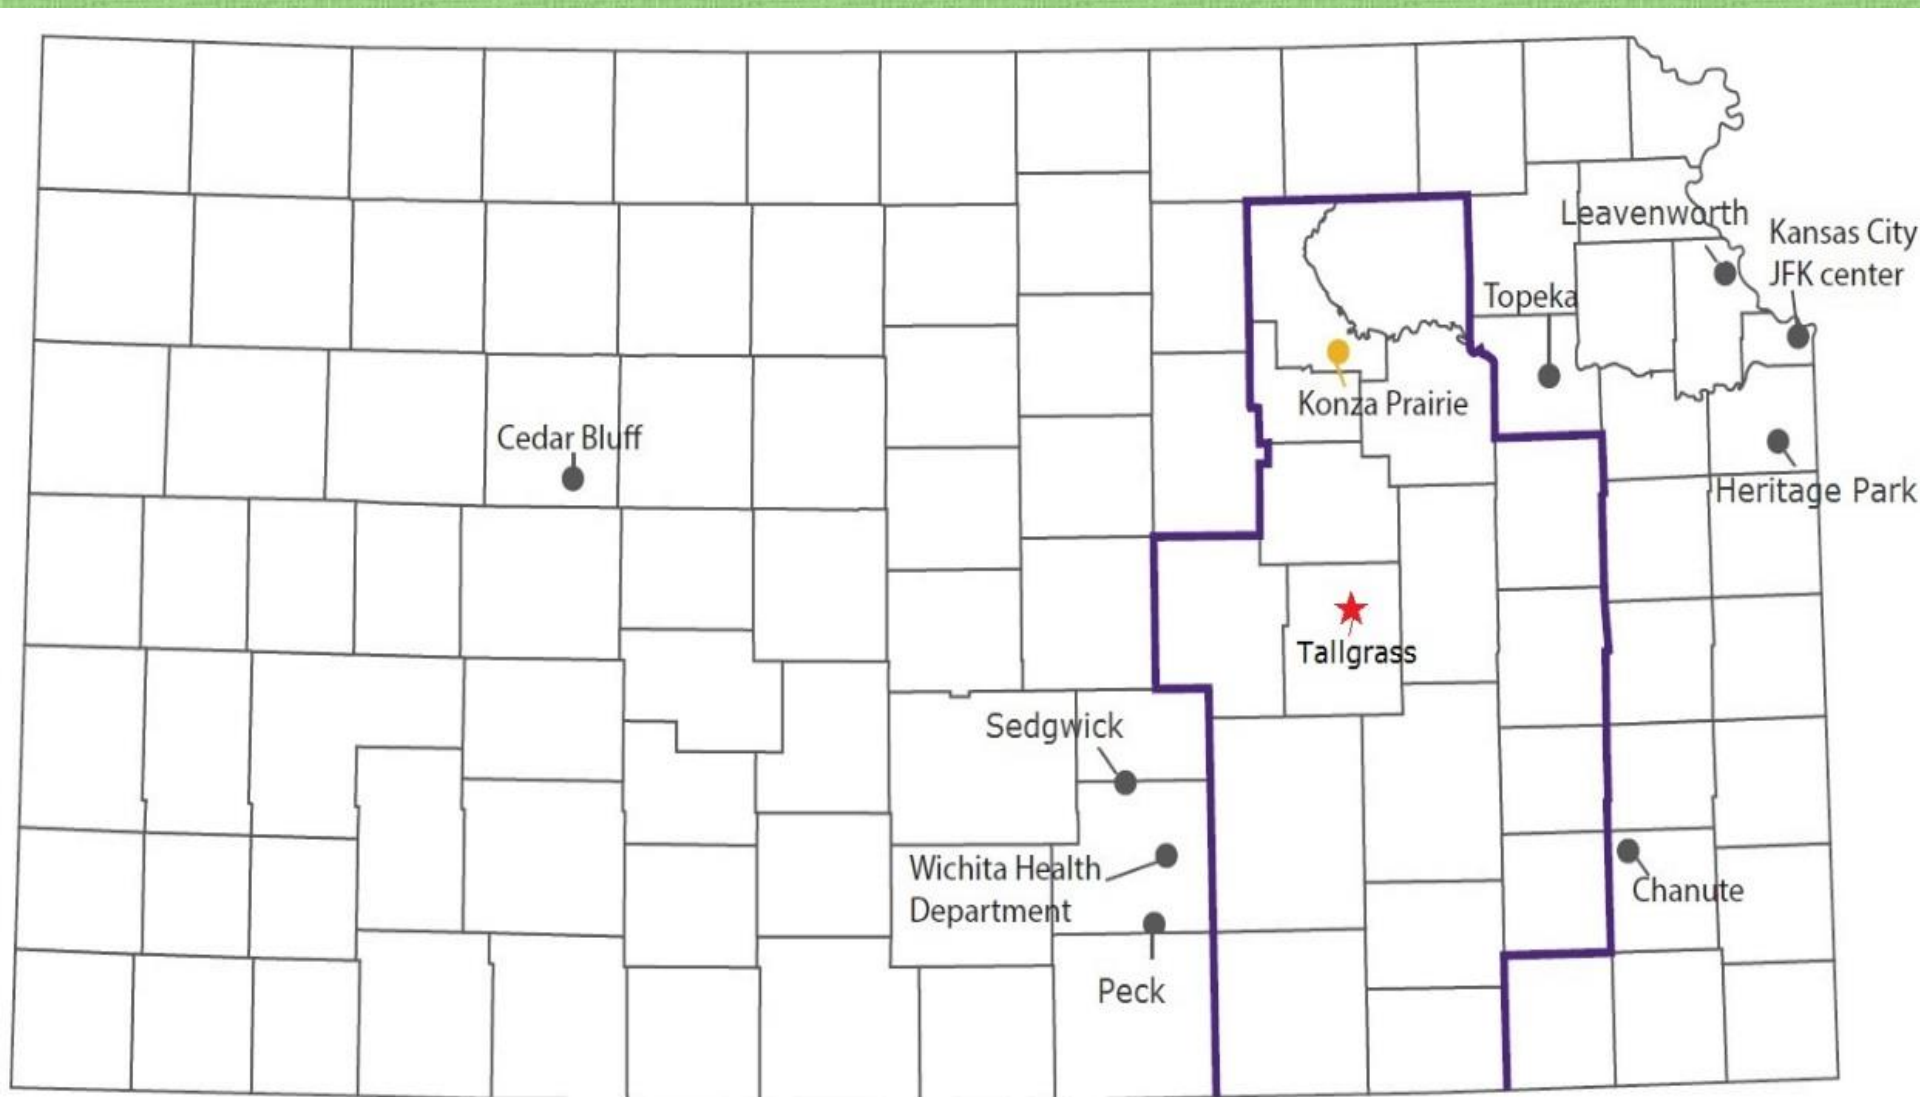 Leavenworth
Kansas City
JFK center
Topeka
Konza Prairie
Cedar Bluff
Heritage Park
Tallgrass
Sedgwick
Wichita Health
Department
Chanute
Peck